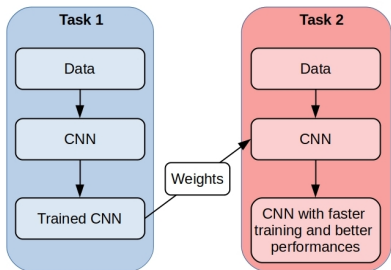 Task 1
Data
CNN
Trained CNN
Weights
Task 2
Data
CNN
CNN with faster
training and better
performances